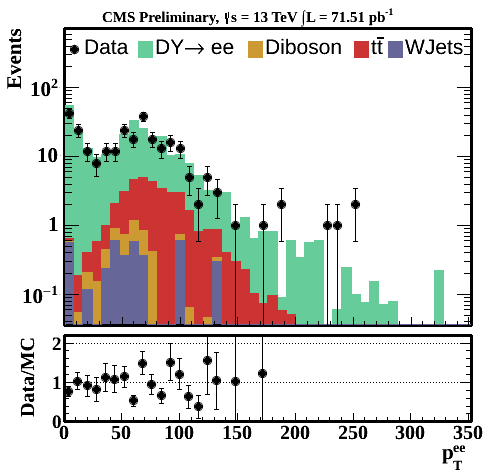 CMS Preliminary, √s = 13 TeV ∫L = 71.51 pb⁻¹
Events
Data DY→ ee Diboson tt̄ WJets
10²
10
1
10⁻¹
Data/MC
2
1
0
0 50 100 150 200 250 300 350
p_T^ee